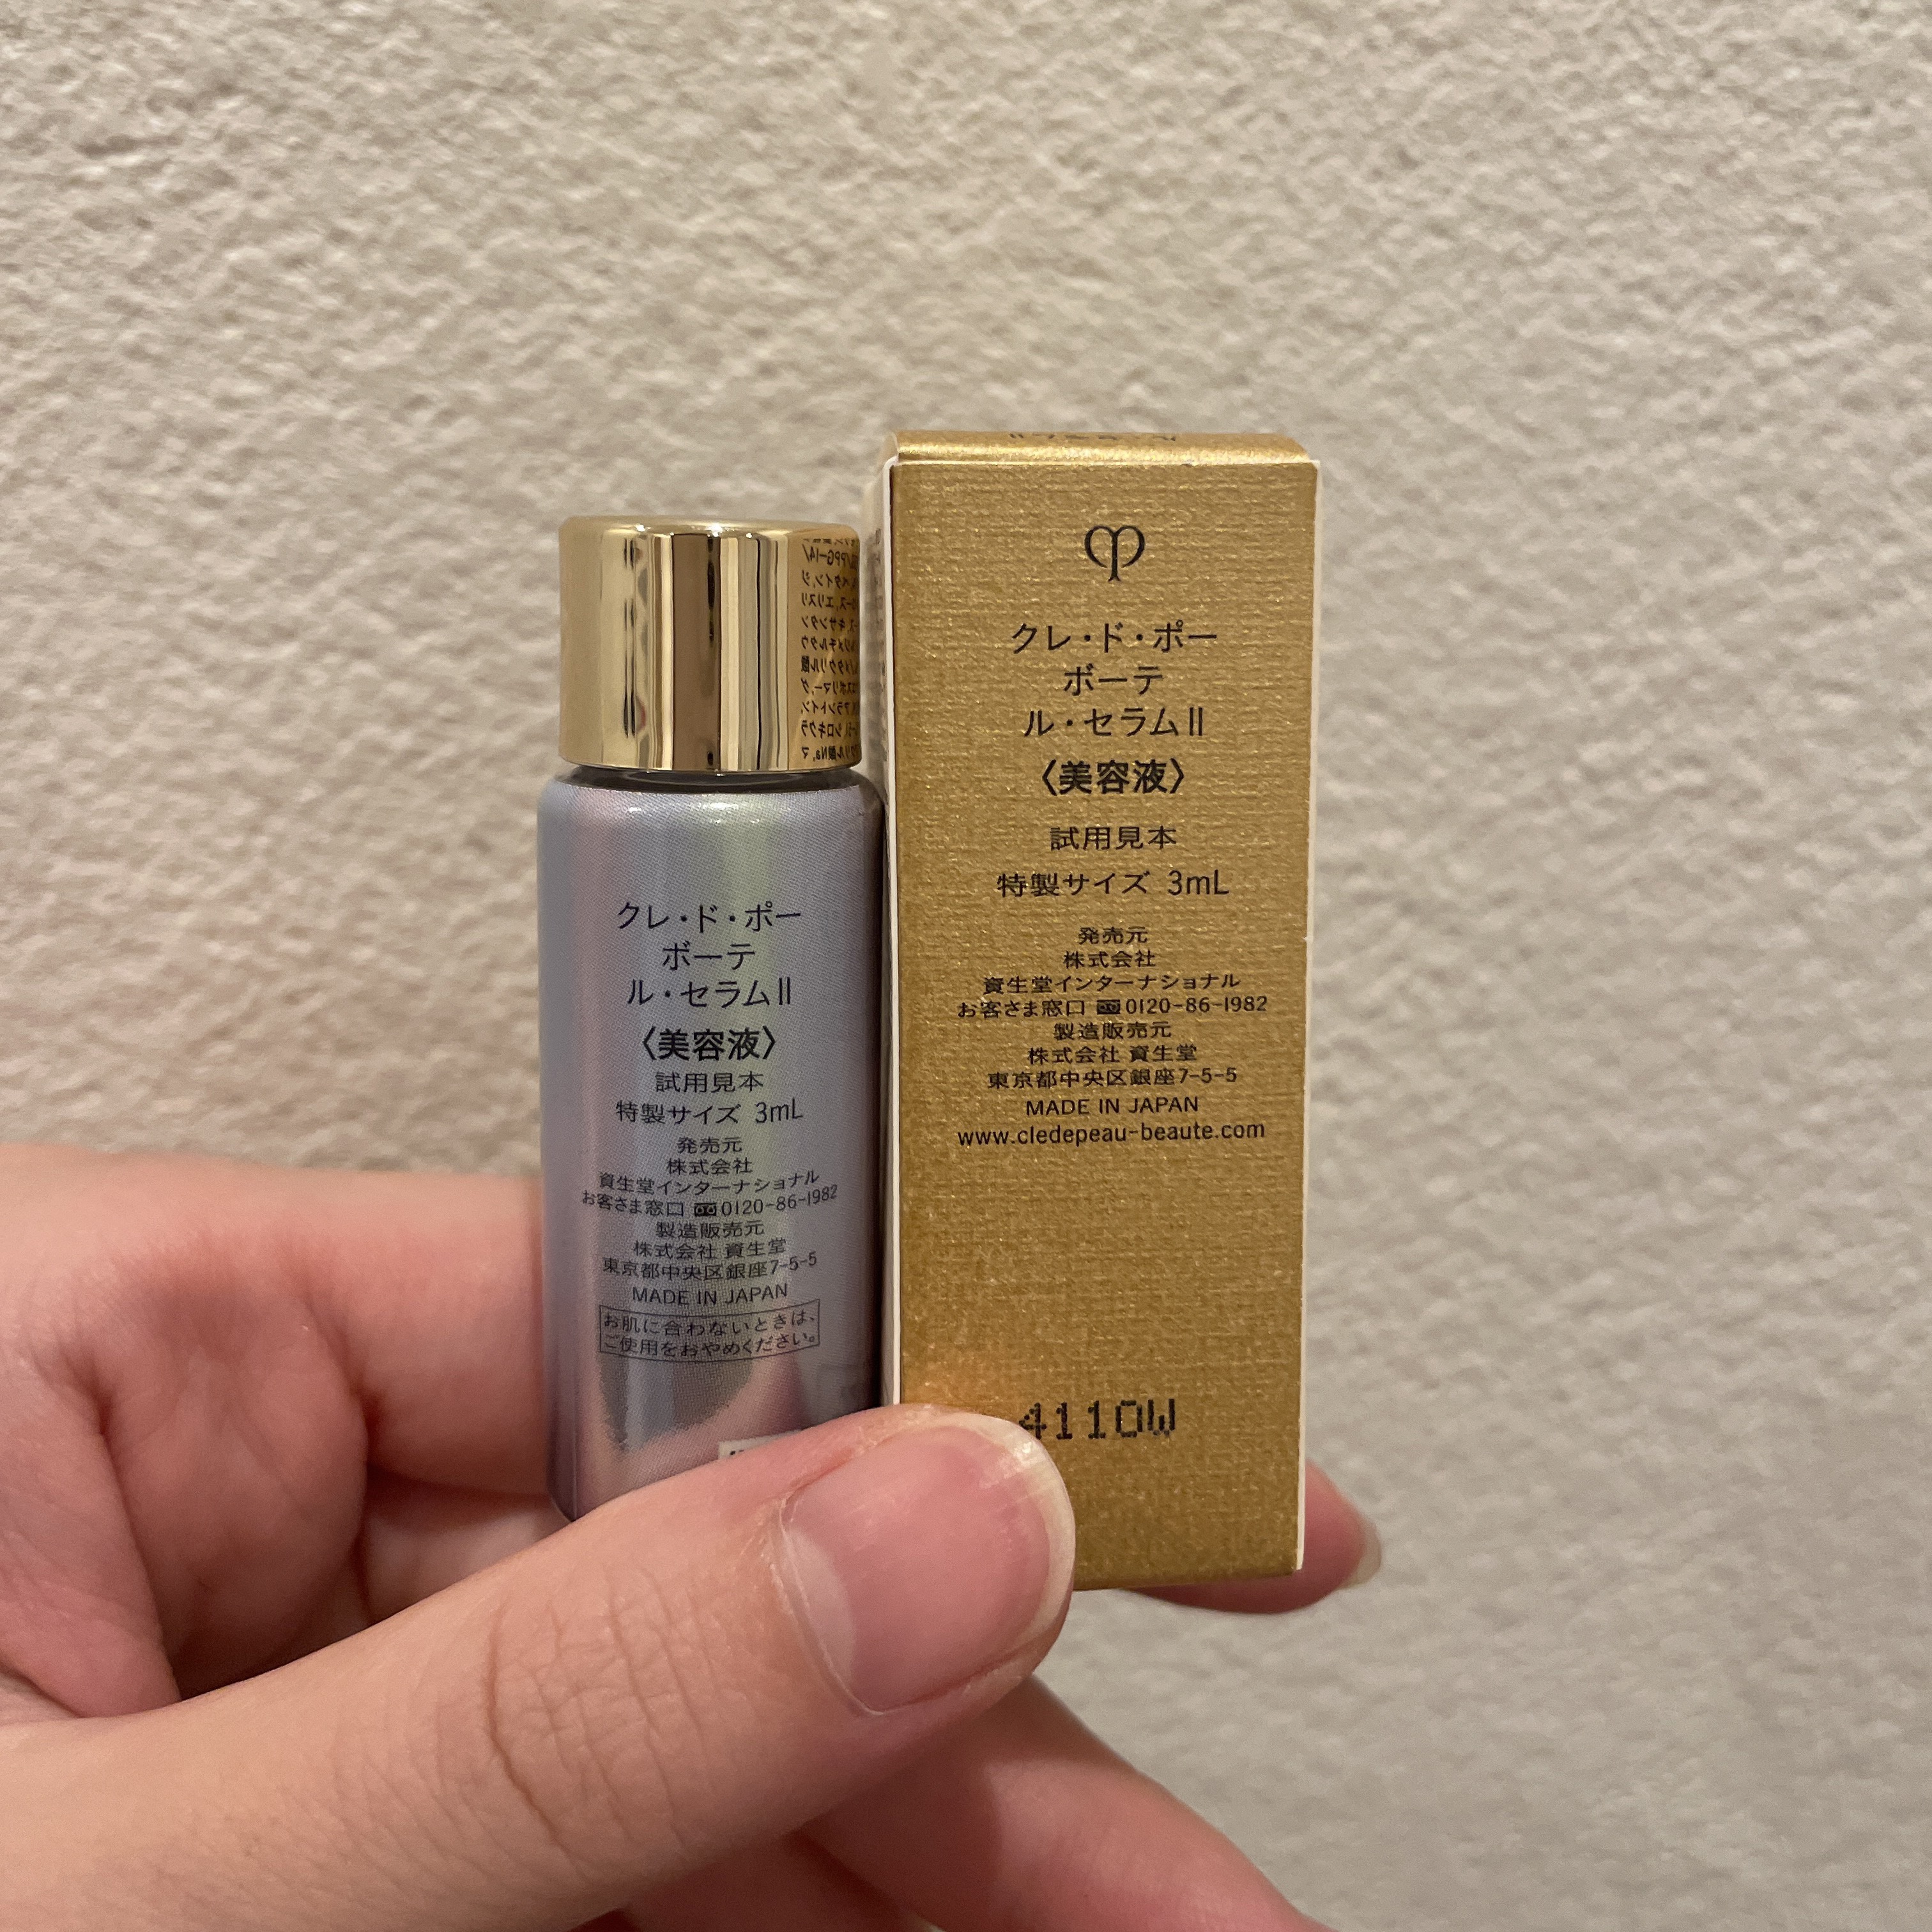 クレ・ド・ポー
ボーテ
ル・セラムⅡ
〈美容液〉
試用見本
特製サイズ 3mL
発売元
株式会社
資生堂インターナショナル
お客さま窓口 0120-86-1982
製造販売元
株式会社 資生堂
東京都中央区銀座7-5-5
MADE IN JAPAN
お肌に合わないときは、
ご使用をおやめください。
クレ・ド・ポー
ボーテ
ル・セラムⅡ
〈美容液〉
試用見本
特製サイズ 3mL
発売元
株式会社
資生堂インターナショナル
お客さま窓口 0120-86-1982
製造販売元
株式会社 資生堂
東京都中央区銀座7-5-5
MADE IN JAPAN
www.cledepeau-beaute.com
4110W